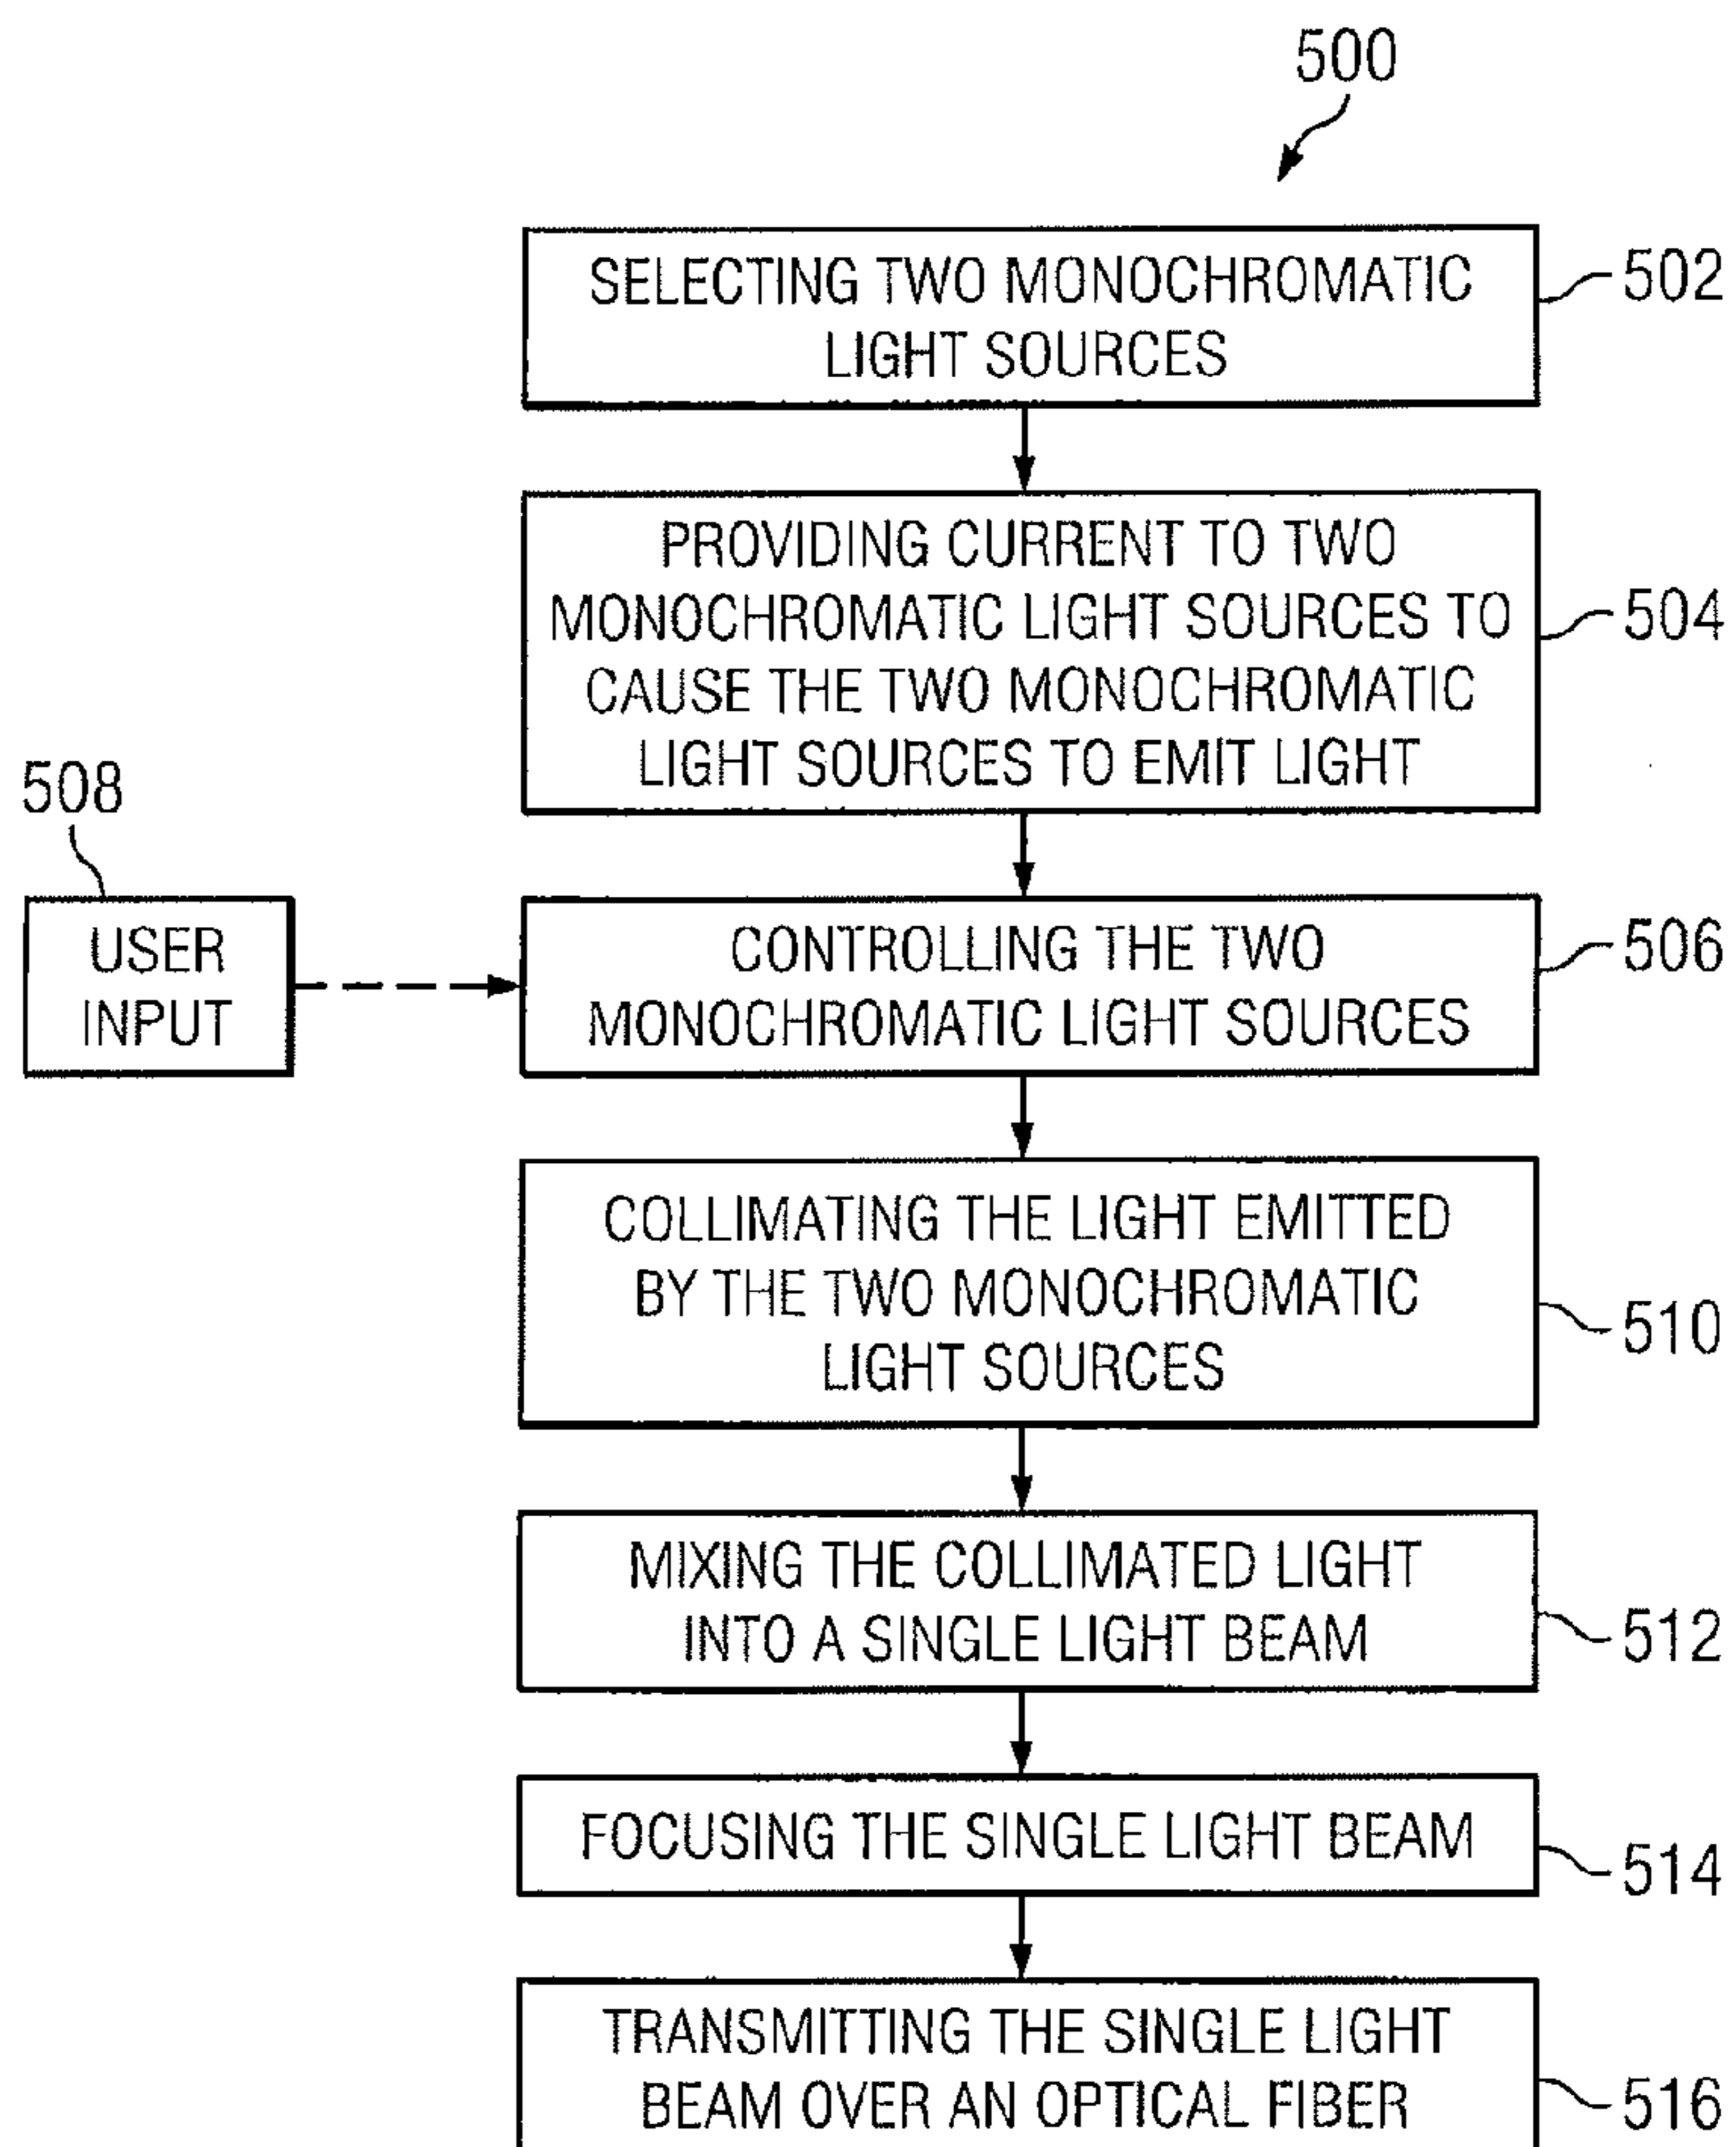 500
SELECTING TWO MONOCHROMATIC
LIGHT SOURCES
502
PROVIDING CURRENT TO TWO
MONOCHROMATIC LIGHT SOURCES TO
CAUSE THE TWO MONOCHROMATIC
LIGHT SOURCES TO EMIT LIGHT
504
508
USER
INPUT
CONTROLLING THE TWO
MONOCHROMATIC LIGHT SOURCES
506
COLLIMATING THE LIGHT EMITTED
BY THE TWO MONOCHROMATIC
LIGHT SOURCES
510
MIXING THE COLLIMATED LIGHT
INTO A SINGLE LIGHT BEAM
512
FOCUSING THE SINGLE LIGHT BEAM
514
TRANSMITTING THE SINGLE LIGHT
BEAM OVER AN OPTICAL FIBER
516